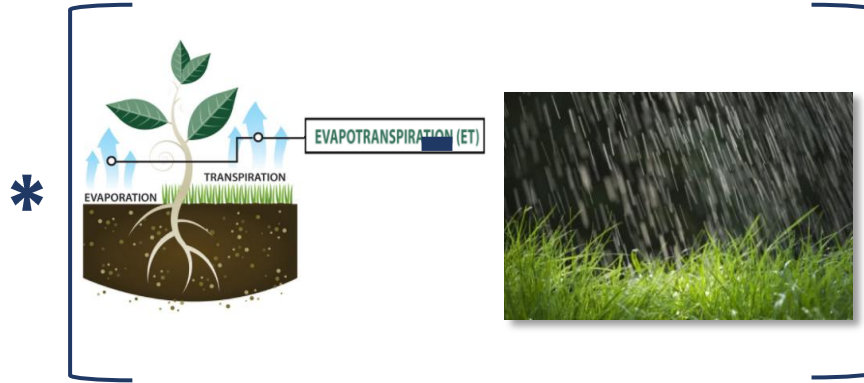 *
EVAPOTRANSPIRATION (ET)
TRANSPIRATION
EVAPORATION